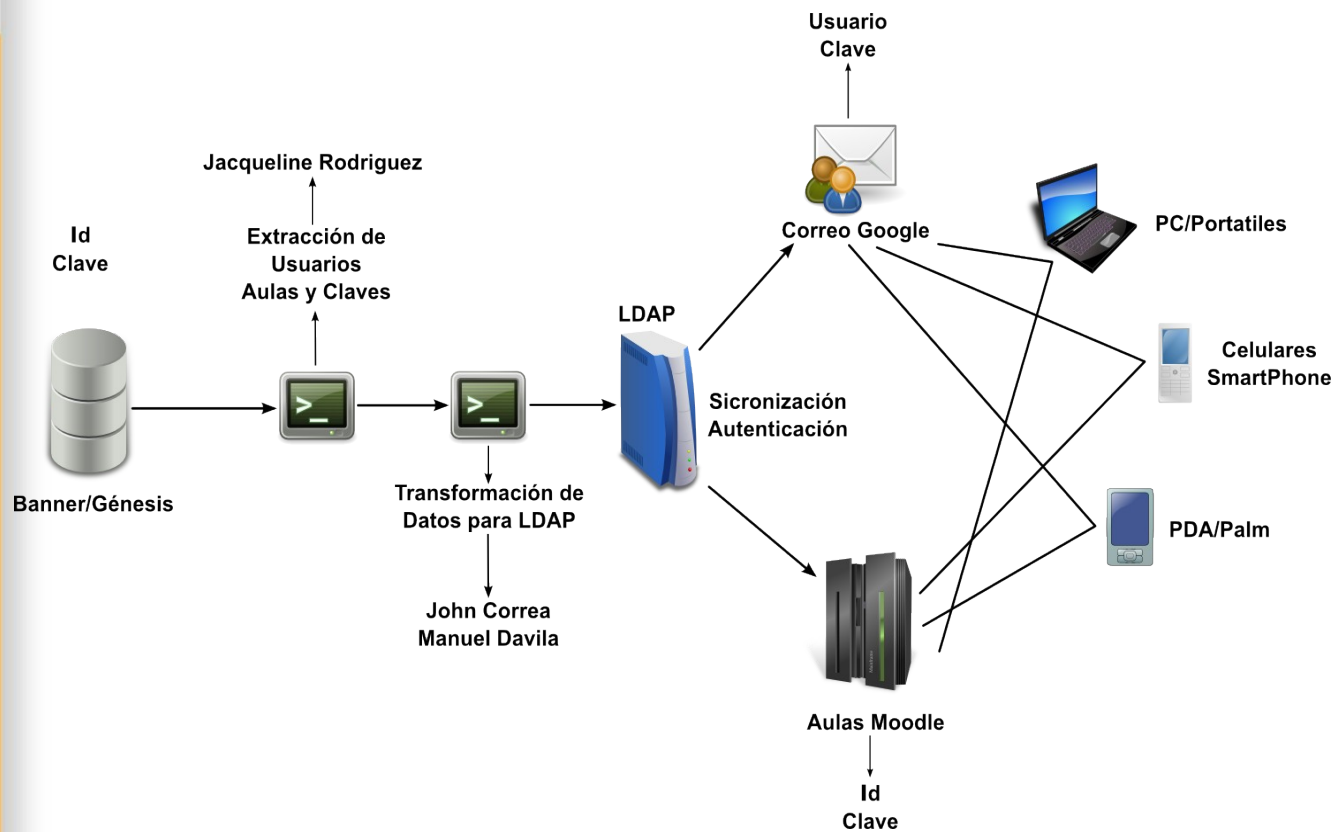 Usuario
Clave
Jacqueline Rodriguez
Id
Clave
Extracción de
Usuarios
Aulas y Claves
Correo Google
PC/Portatiles
LDAP
Celulares
SmartPhone
Sicronización
Autenticación
Banner/Génesis
Transformación de
Datos para LDAP
PDA/Palm
John Correa
Manuel Davila
Aulas Moodle
Id
Clave